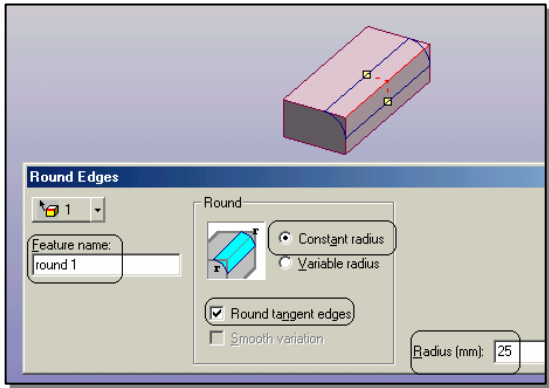 Round Edges
1
Feature name:
round 1
Round
r
r
Constant radius
Variable radius
Round tangent edges
Smooth variation
Radius (mm): 25